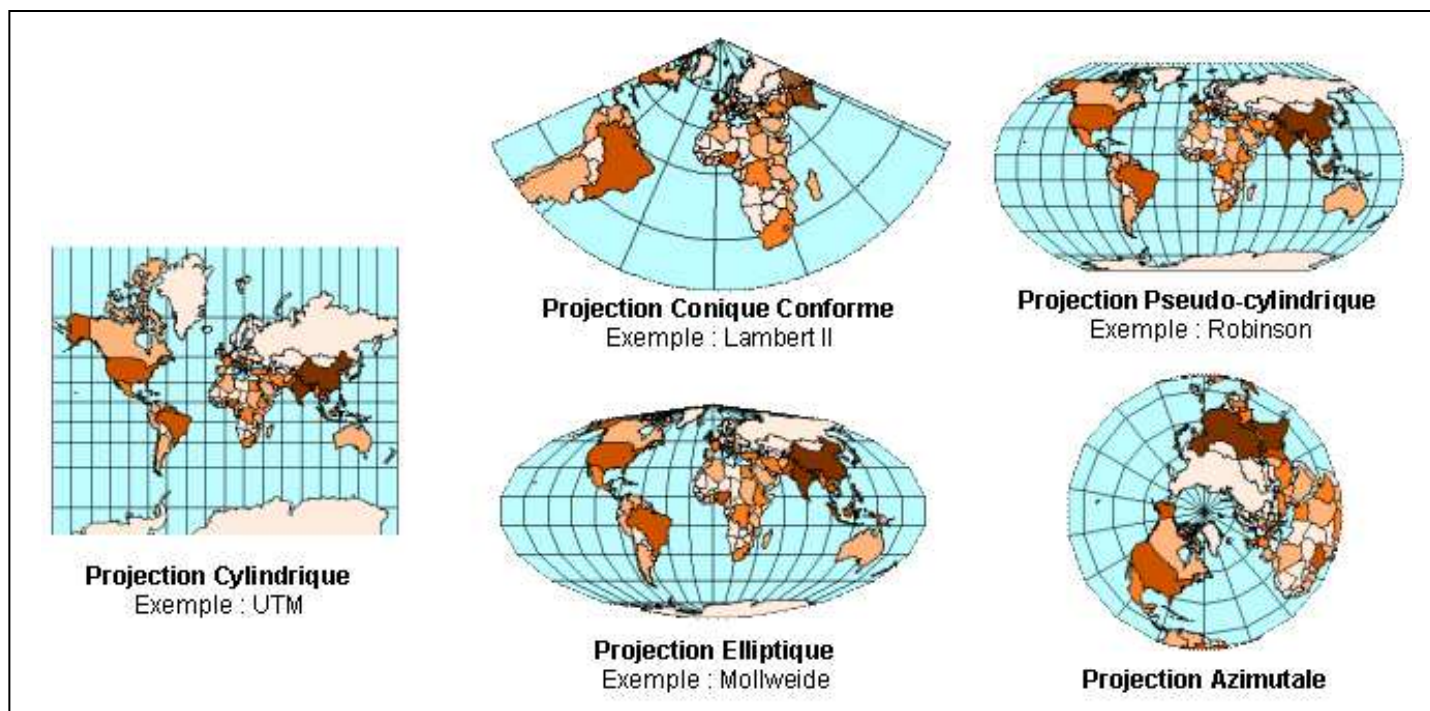 Projection Conique Conforme
Exemple : Lambert II
Projection Pseudo-cylindrique
Exemple : Robinson
Projection Cylindrique
Exemple : UTM
Projection Elliptique
Exemple : Mollweide
Projection Azimutale